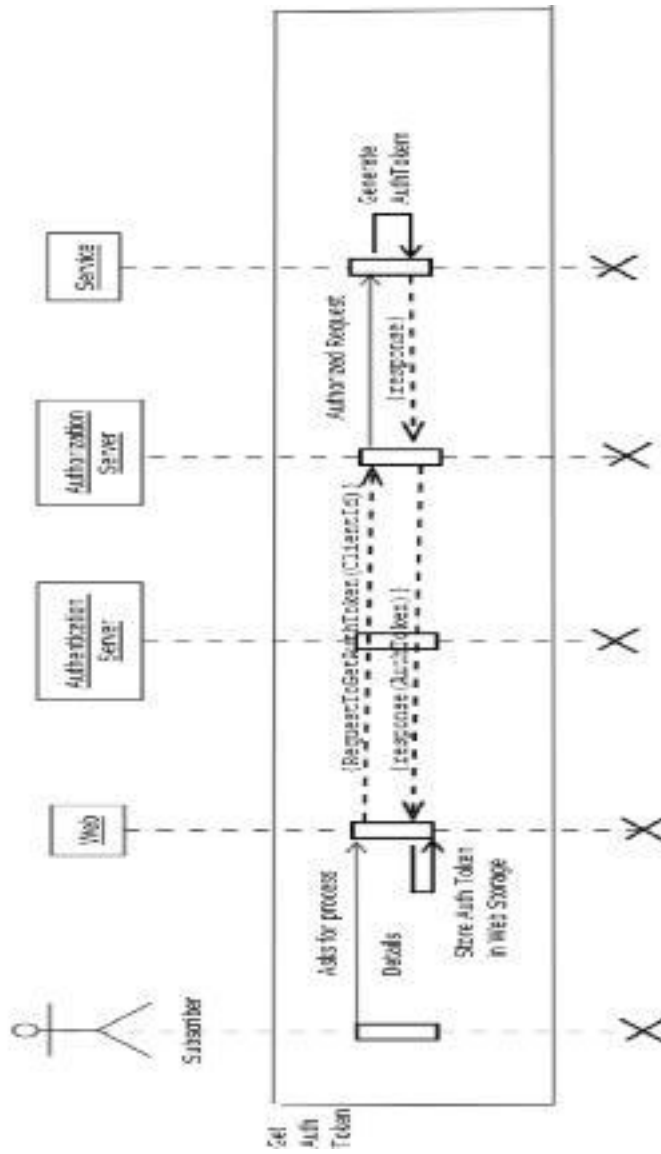 Subscriber
Web
Authentication
Server
Authorization
Server
Service
Get
Auth
Token
Asks for process
Details
Store Auth Token
in Web Storage
{RequestToGetAuthToken(ClientId)}
{response(AuthToken)}
Authorized Request
{response}
Generate
AuthToken